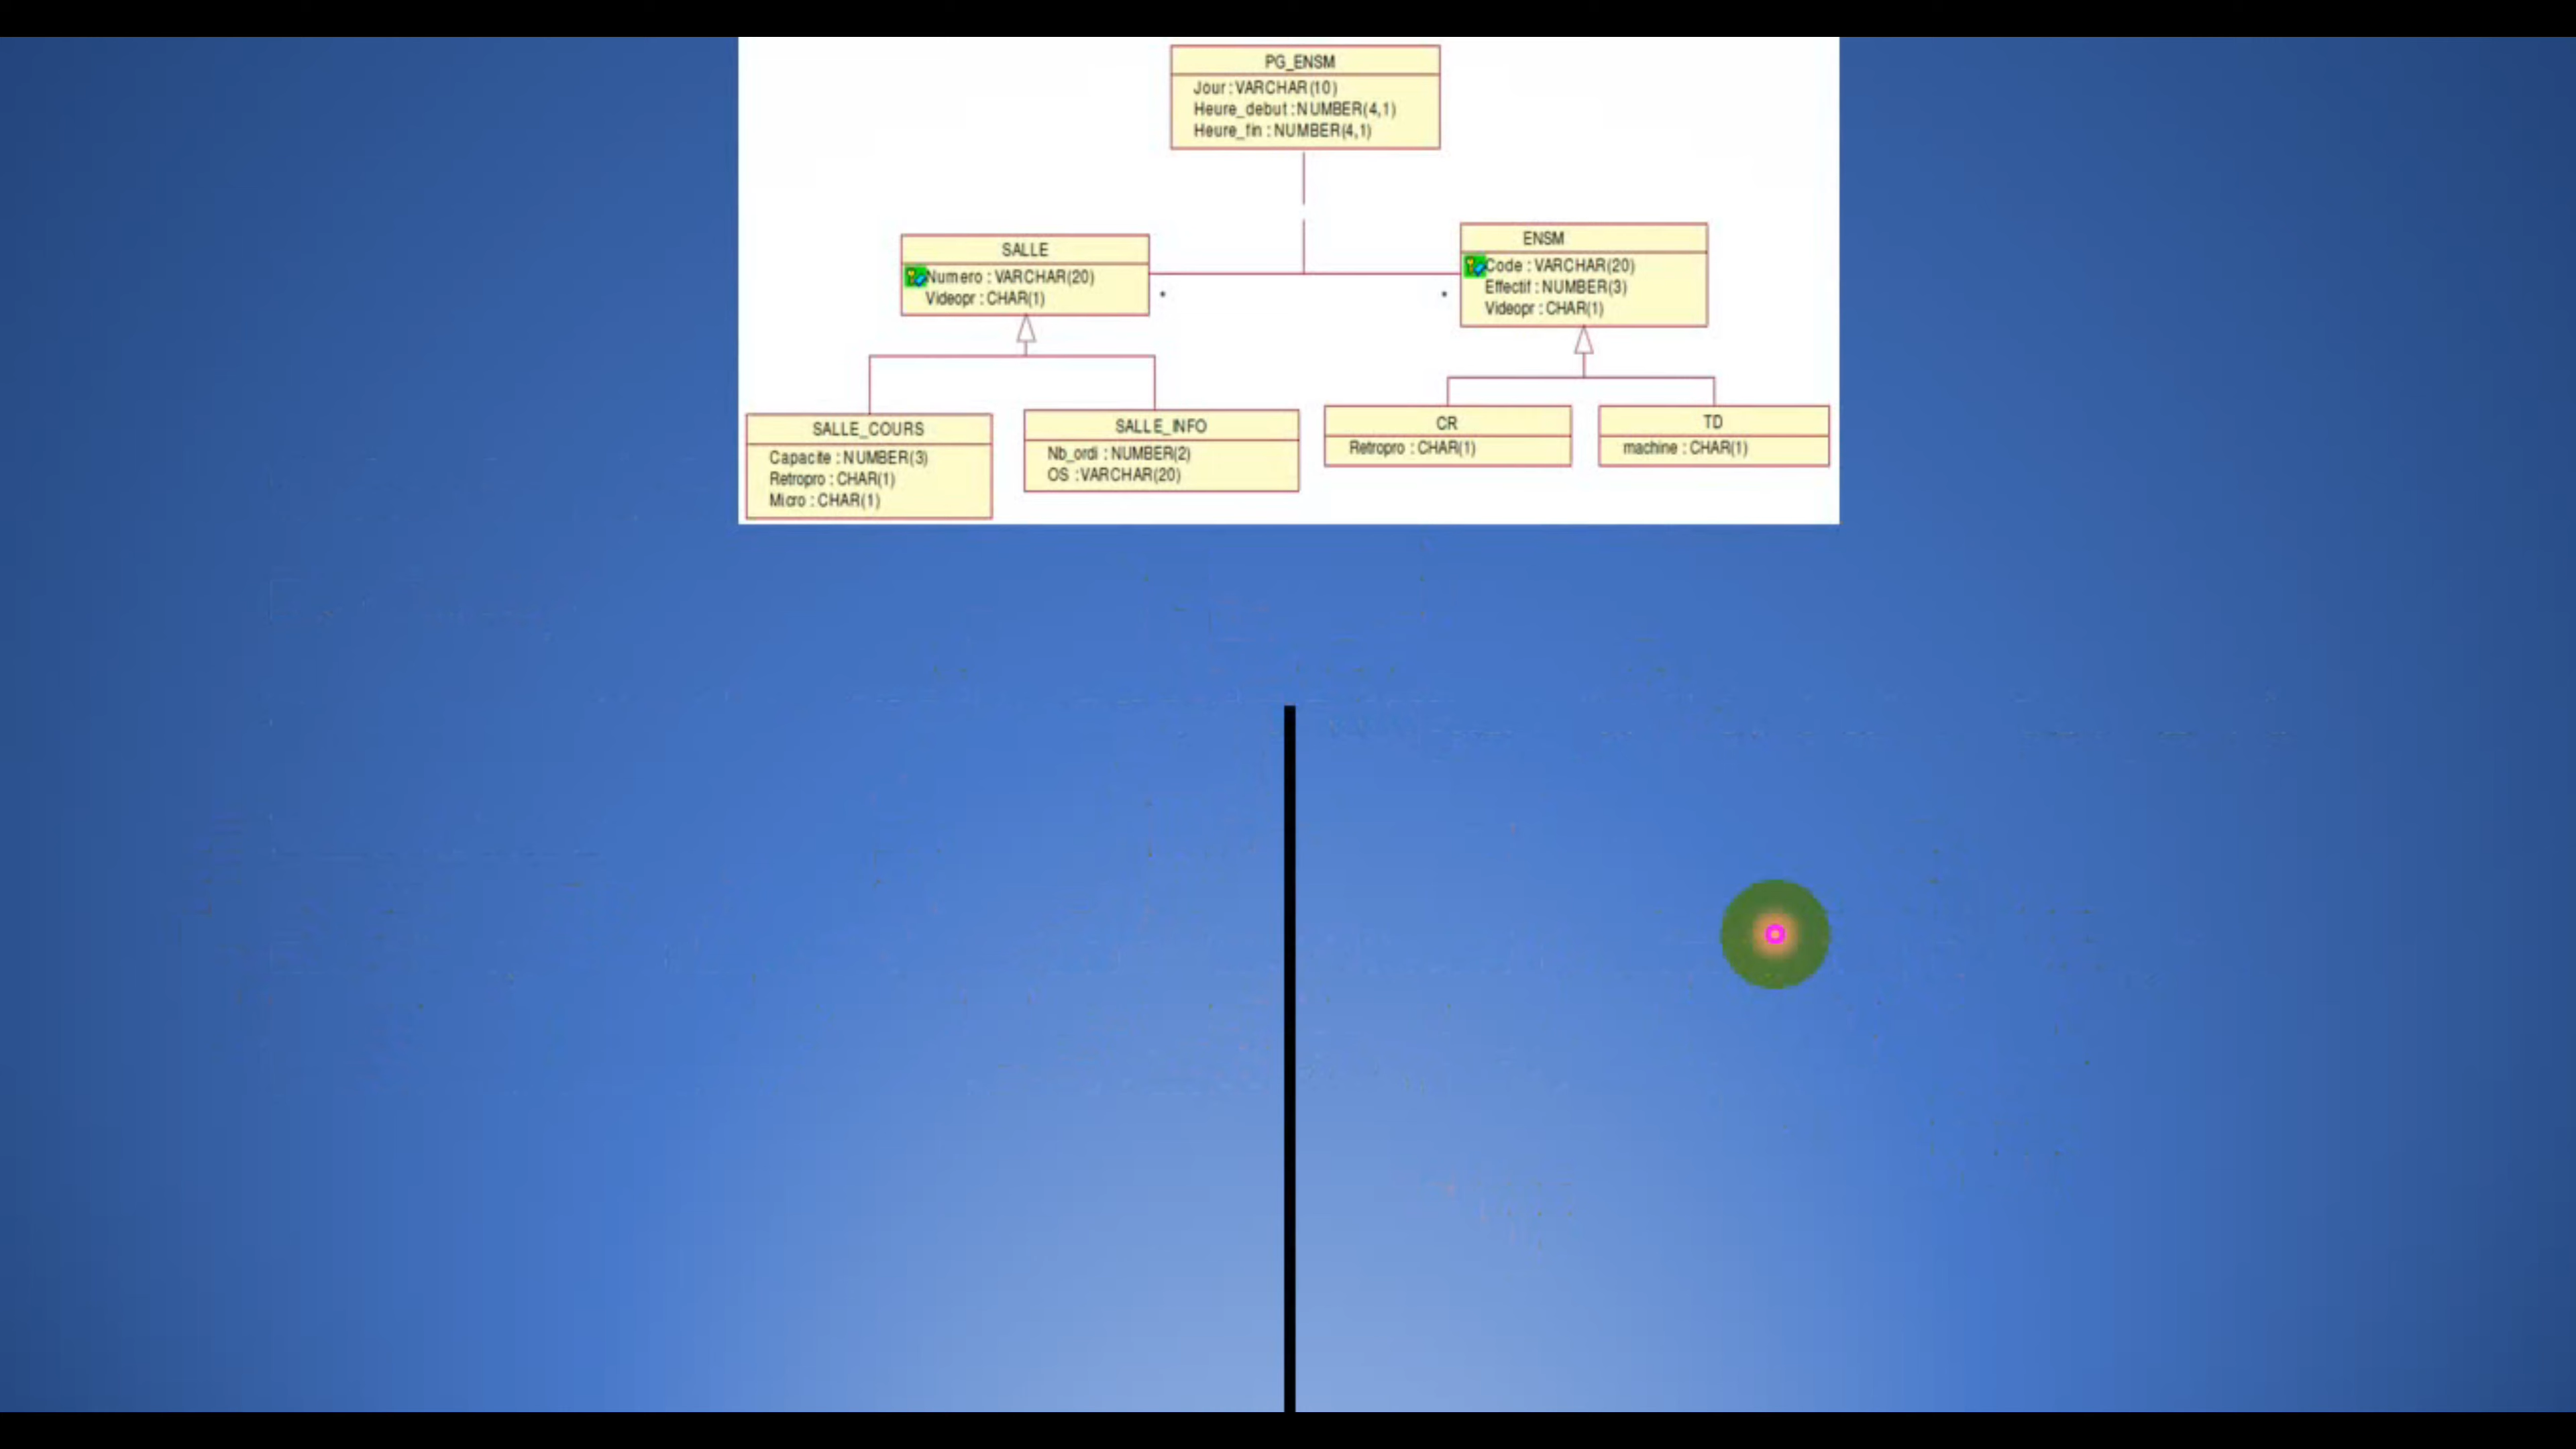 PG_ENSM
Jour : VARCHAR(10)
Heure_debut : NUMBER(4,1)
Heure_fin : NUMBER(4,1)
SALLE
Numero : VARCHAR(20)
Videopr : CHAR(1)
ENSM
Code : VARCHAR(20)
Effectif : NUMBER(3)
Videopr : CHAR(1)
* *
SALLE_COURS
Capacite : NUMBER(3)
Retropro : CHAR(1)
Micro : CHAR(1)
SALLE_INFO
Nb_ordi : NUMBER(2)
OS : VARCHAR(20)
CR
Retropro : CHAR(1)
TD
machine : CHAR(1)